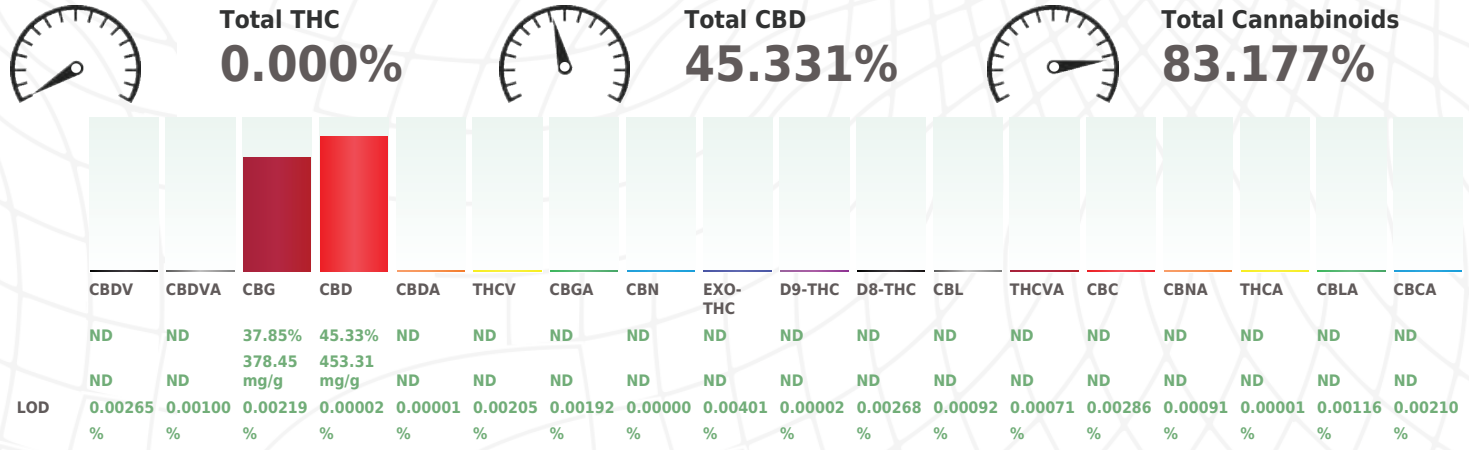 Total THC Total CBD Total Cannabinoids
0.000% 45.331% 83.177%
CBDV CBDVA CBG CBD CBDA THCV CBGA CBN EXO- D9-THC D8-THC CBL THCVA CBC CBNA THCA CBLA CBCA
THC
ND ND 37.85% 45.33% ND ND ND ND ND ND ND ND ND ND ND ND ND ND
378.45 453.31
ND ND mg/g mg/g ND ND ND ND ND ND ND ND ND ND ND ND ND ND
LOD 0.00265 0.00100 0.00219 0.00002 0.00001 0.00205 0.00192 0.00000 0.00401 0.00002 0.00268 0.00092 0.00071 0.00286 0.00091 0.00001 0.00116 0.00210
% % % % % % % % % % % % % % % % % %